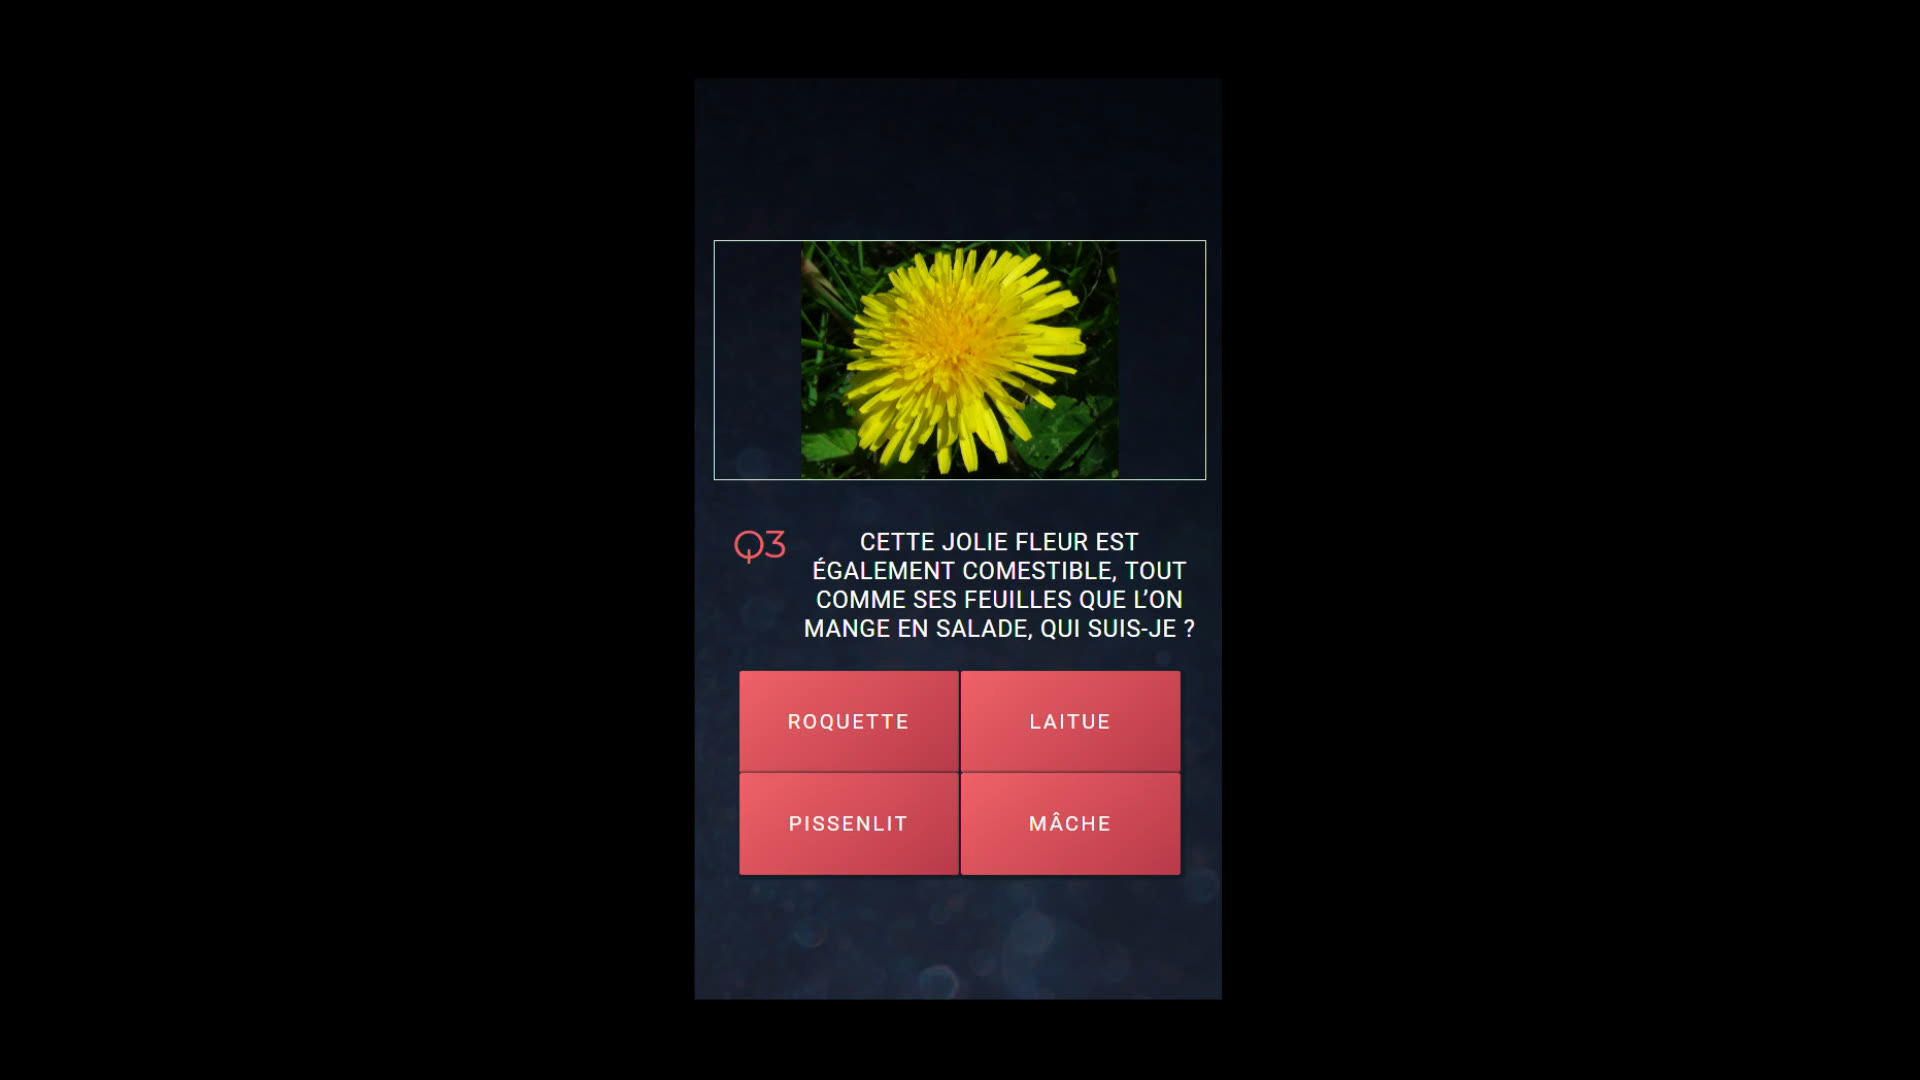 Q3
CETTE JOLIE FLEUR EST
ÉGALEMENT COMESTIBLE, TOUT
COMME SES FEUILLES QUE L’ON
MANGE EN SALADE, QUI SUIS-JE ?
ROQUETTE
LAITUE
PISSENLIT
MÂCHE